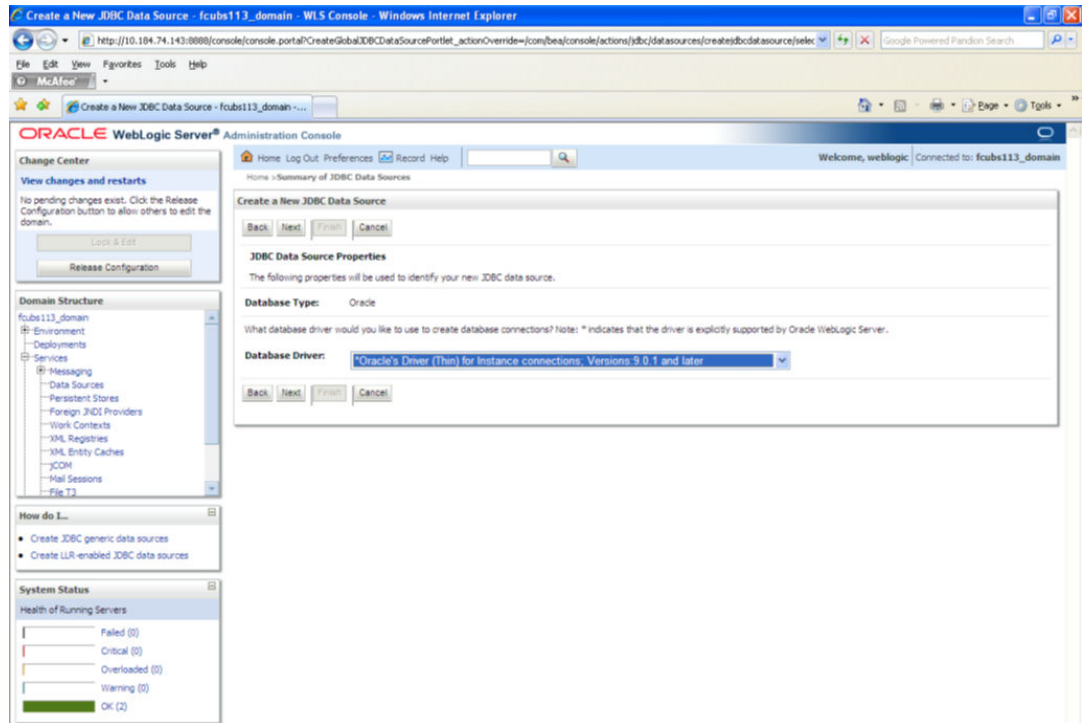 Create a New JDBC Data Source - fcubs113_domain - WLS Console - Windows Internet Explorer
http://10.184.74.143:8888/console/console.portal?CreateGlobalJDBCDataSourcePortlet_actionOverride=/com/bea/console/actions/jdbc/datasources/createjdbcdatasource/selec
Google Powered Pandion Search
File Edit View Favorites Tools Help
McAfee
Create a New JDBC Data Source - fcubs113_domain -...
Page Tools
ORACLE WebLogic Server® Administration Console
Change Center
View changes and restarts
No pending changes exist. Click the Release
Configuration button to allow others to edit the
domain.
Lock & Edit
Release Configuration
Domain Structure
fcubs113_domain
Environment
Deployments
Services
Messaging
Data Sources
Persistent Stores
Foreign JNDI Providers
Work Contexts
XML Registries
XML Entity Caches
jCOM
Mail Sessions
File T3
How do I...
Create JDBC generic data sources
Create LLR-enabled JDBC data sources
System Status
Health of Running Servers
Failed (0)
Critical (0)
Overloaded (0)
Warning (0)
OK (2)
Home Log Out Preferences Record Help
Welcome, weblogic Connected to: fcubs113_domain
Home >Summary of JDBC Data Sources
Create a New JDBC Data Source
Back Next Finish Cancel
JDBC Data Source Properties
The following properties will be used to identify your new JDBC data source.
Database Type: Oracle
What database driver would you like to use to create database connections? Note: * indicates that the driver is explicitly supported by Oracle WebLogic Server.
Database Driver: *Oracle's Driver (Thin) for Instance connections; Versions:9.0.1 and later
Back Next Finish Cancel